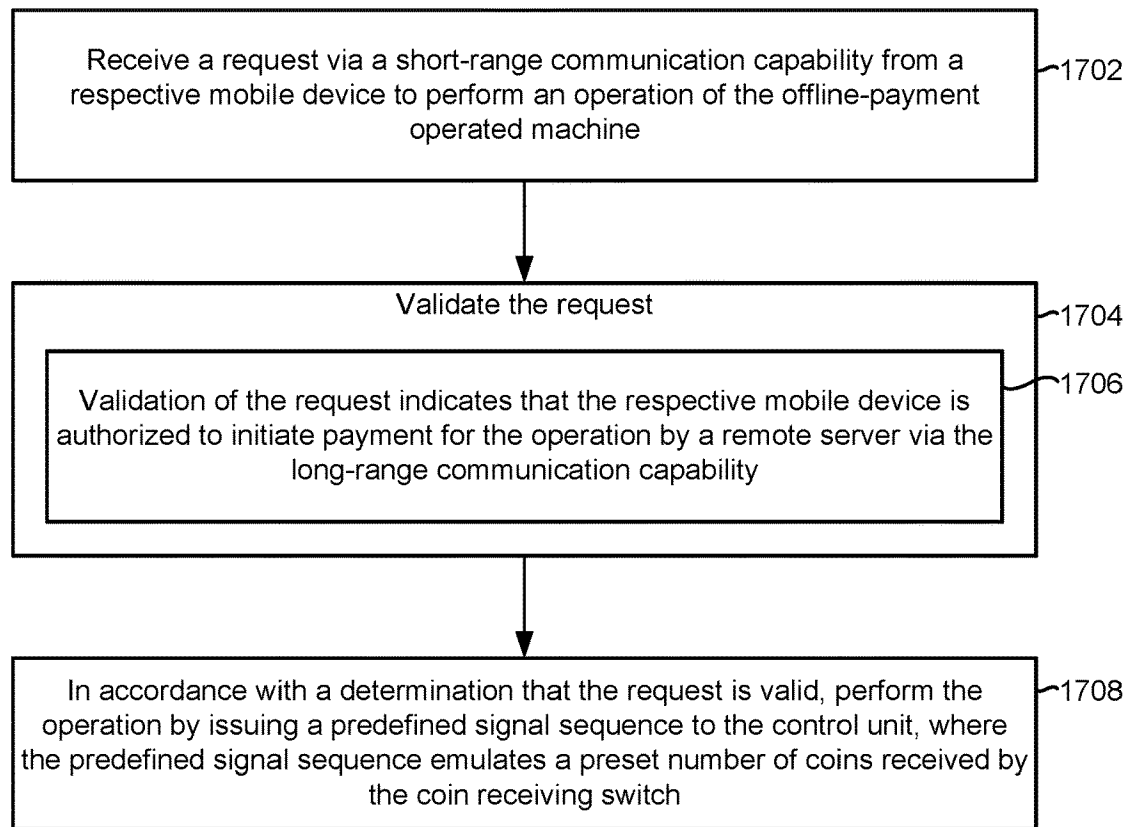 Receive a request via a short-range communication capability from a
respective mobile device to perform an operation of the offline-payment
operated machine
1702
Validate the request
1704
Validation of the request indicates that the respective mobile device is
authorized to initiate payment for the operation by a remote server via the
long-range communication capability
1706
In accordance with a determination that the request is valid, perform the
operation by issuing a predefined signal sequence to the control unit, where
the predefined signal sequence emulates a preset number of coins received by
the coin receiving switch
1708